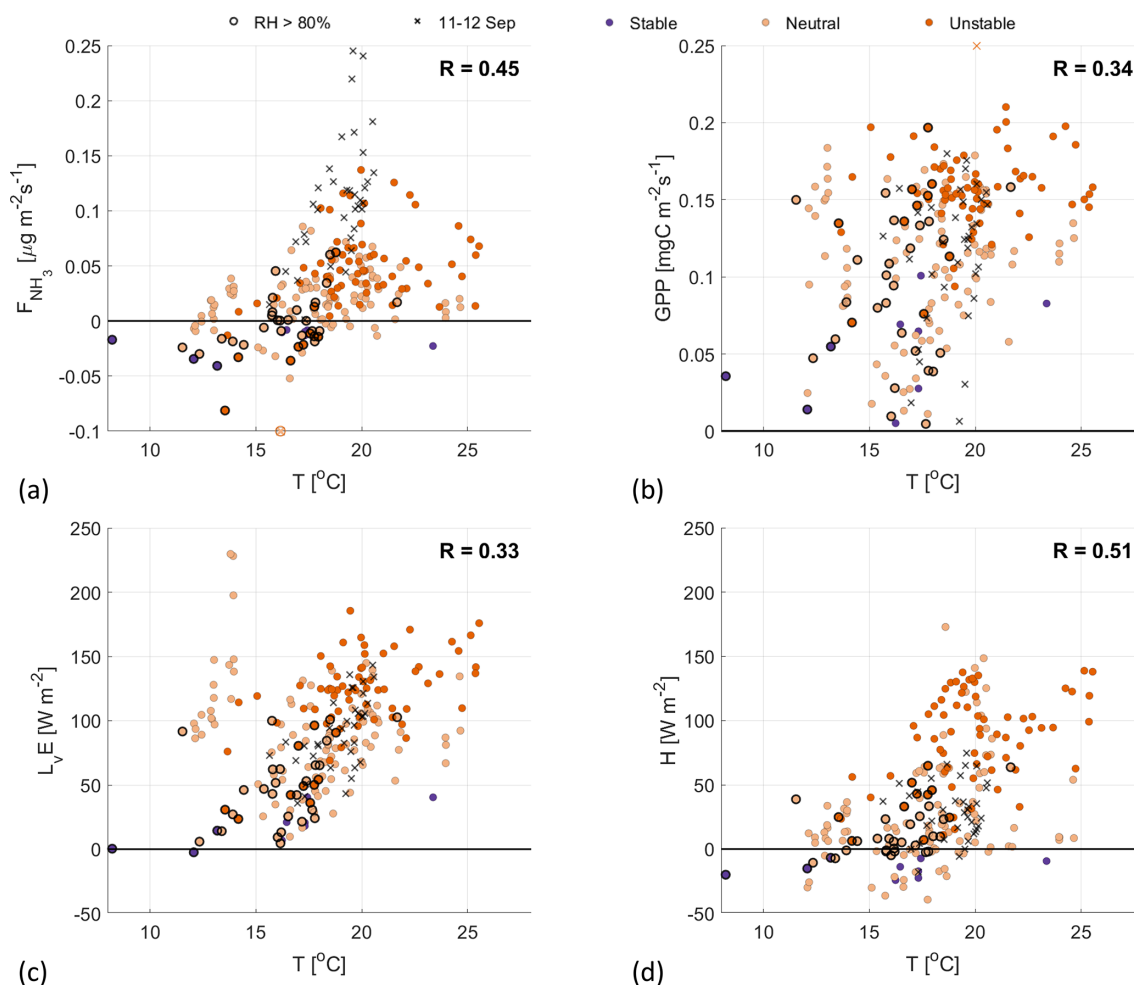 RH > 80% 11-12 Sep Stable Neutral Unstable
0.25
0.2
0.15
0.1
0.05
0
-0.05
-0.1
F_NH₃ [μg m⁻²s⁻¹]
R = 0.45
10 15 20 25
T [°C]
(a)
0.25
0.2
0.15
0.1
0.05
0
GPP [mgC m⁻²s⁻¹]
R = 0.34
10 15 20 25
T [°C]
(b)
250
200
150
100
50
0
-50
LᵥE [W m⁻²]
R = 0.33
10 15 20 25
T [°C]
(c)
250
200
150
100
50
0
-50
H [W m⁻²]
R = 0.51
10 15 20 25
T [°C]
(d)